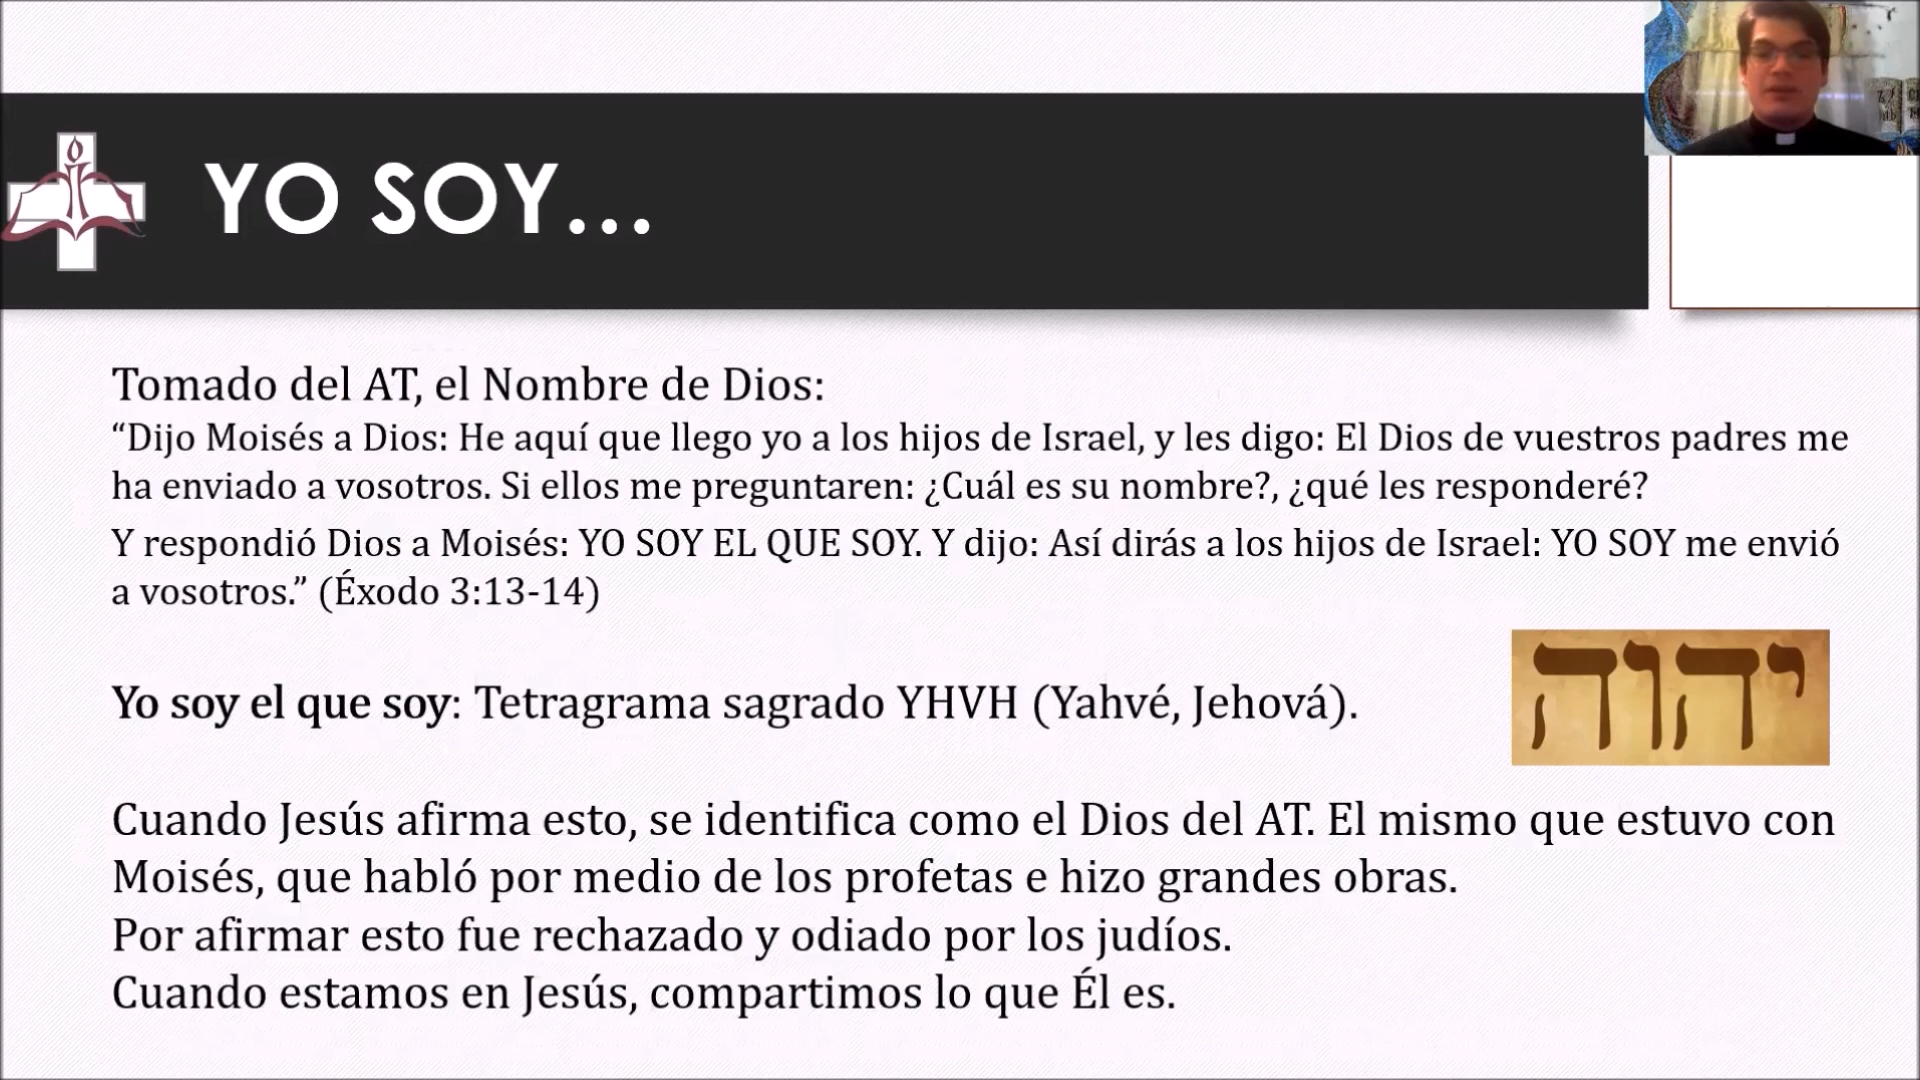 YO SOY...
Tomado del AT, el Nombre de Dios:
“Dijo Moisés a Dios: He aquí que llego yo a los hijos de Israel, y les digo: El Dios de vuestros padres me
ha enviado a vosotros. Si ellos me preguntaren: ¿Cuál es su nombre?, ¿qué les responderé?
Y respondió Dios a Moisés: YO SOY EL QUE SOY. Y dijo: Así dirás a los hijos de Israel: YO SOY me envió
a vosotros.” (Éxodo 3:13-14)
Yo soy el que soy: Tetragrama sagrado YHVH (Yahvé, Jehová).
יהוה
Cuando Jesús afirma esto, se identifica como el Dios del AT. El mismo que estuvo con
Moisés, que habló por medio de los profetas e hizo grandes obras.
Por afirmar esto fue rechazado y odiado por los judíos.
Cuando estamos en Jesús, compartimos lo que Él es.